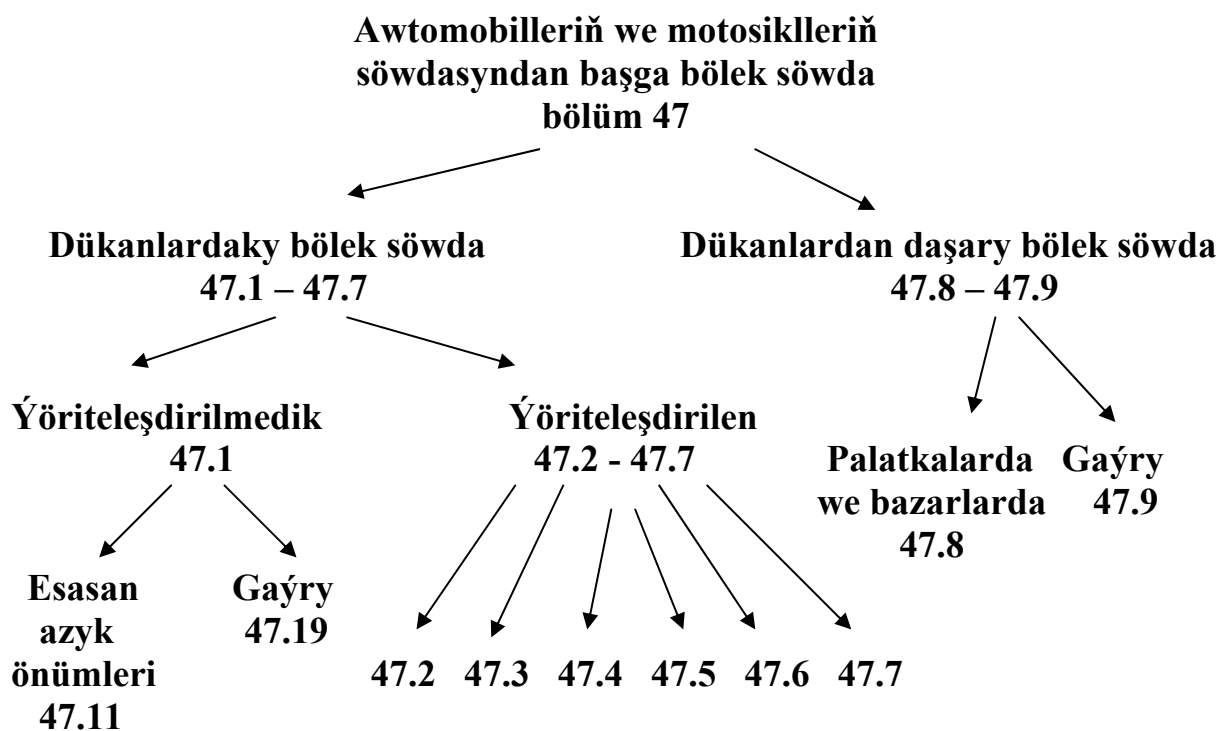 Awtomobilleriň we motosiklleriň
söwdasyndan başga bölek söwda
bölüm 47
Dükanlardaky bölek söwda
47.1 – 47.7
Dükanlardan daşary bölek söwda
47.8 – 47.9
Ýöriteleşdirilmedik
47.1
Ýöriteleşdirilen
47.2 - 47.7
Palatkalarda
we bazarlarda
47.8
Gaýry
47.9
Esasan
azyk
önümleri
47.11
Gaýry
47.19
47.2 47.3 47.4 47.5 47.6 47.7